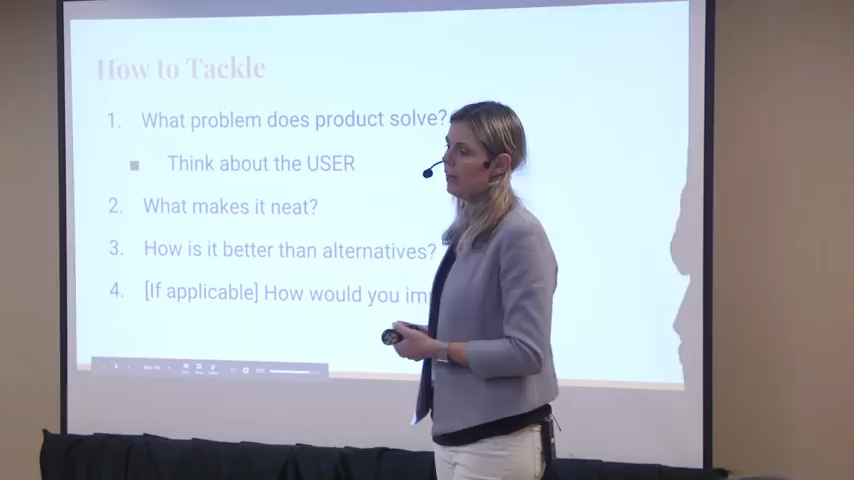 How to Tackle
1. What problem does product solve?
■ Think about the USER
2. What makes it neat?
3. How is it better than alternatives?
4. [If applicable] How would you im